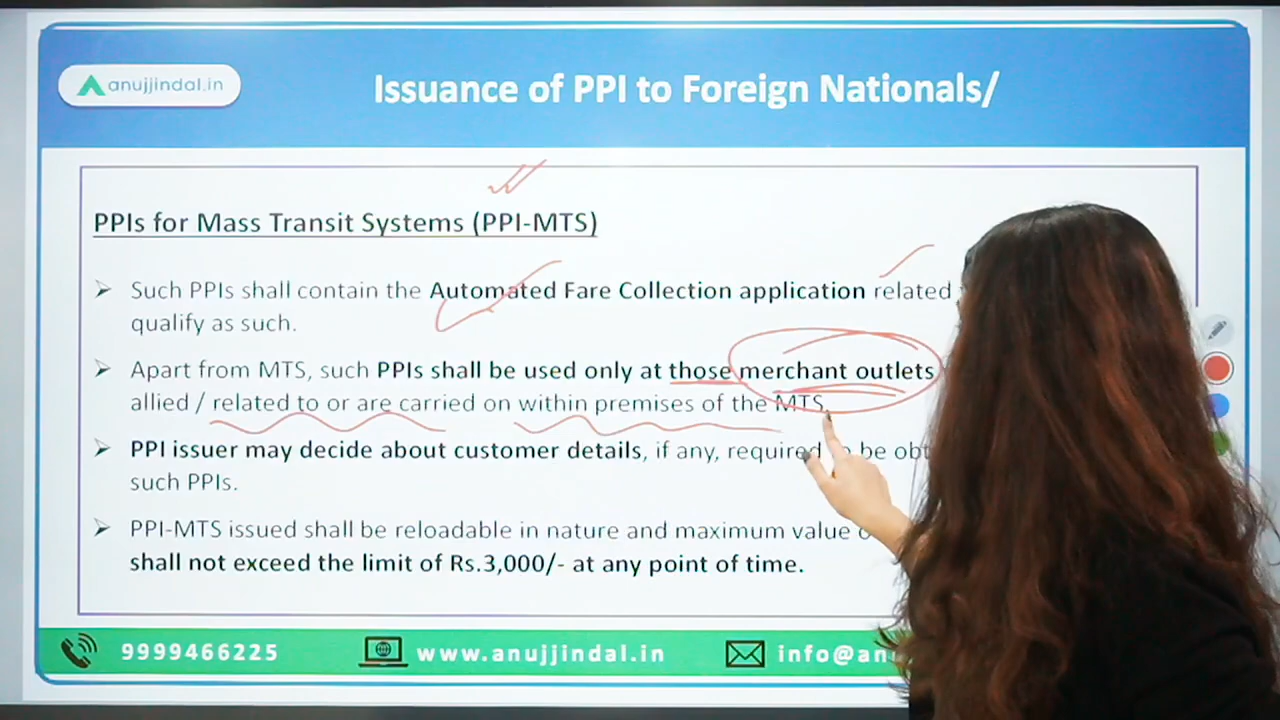 anujjindal.in
Issuance of PPI to Foreign Nationals/
PPIs for Mass Transit Systems (PPI-MTS)
➢ Such PPIs shall contain the Automated Fare Collection application related
qualify as such.
➢ Apart from MTS, such PPIs shall be used only at those merchant outlets
allied / related to or are carried on within premises of the MTS.
➢ PPI issuer may decide about customer details, if any, required be
such PPIs.
➢ PPI-MTS issued shall be reloadable in nature and maximum value
shall not exceed the limit of Rs.3,000/- at any point of time.
9999466225 www.anujjindal.in